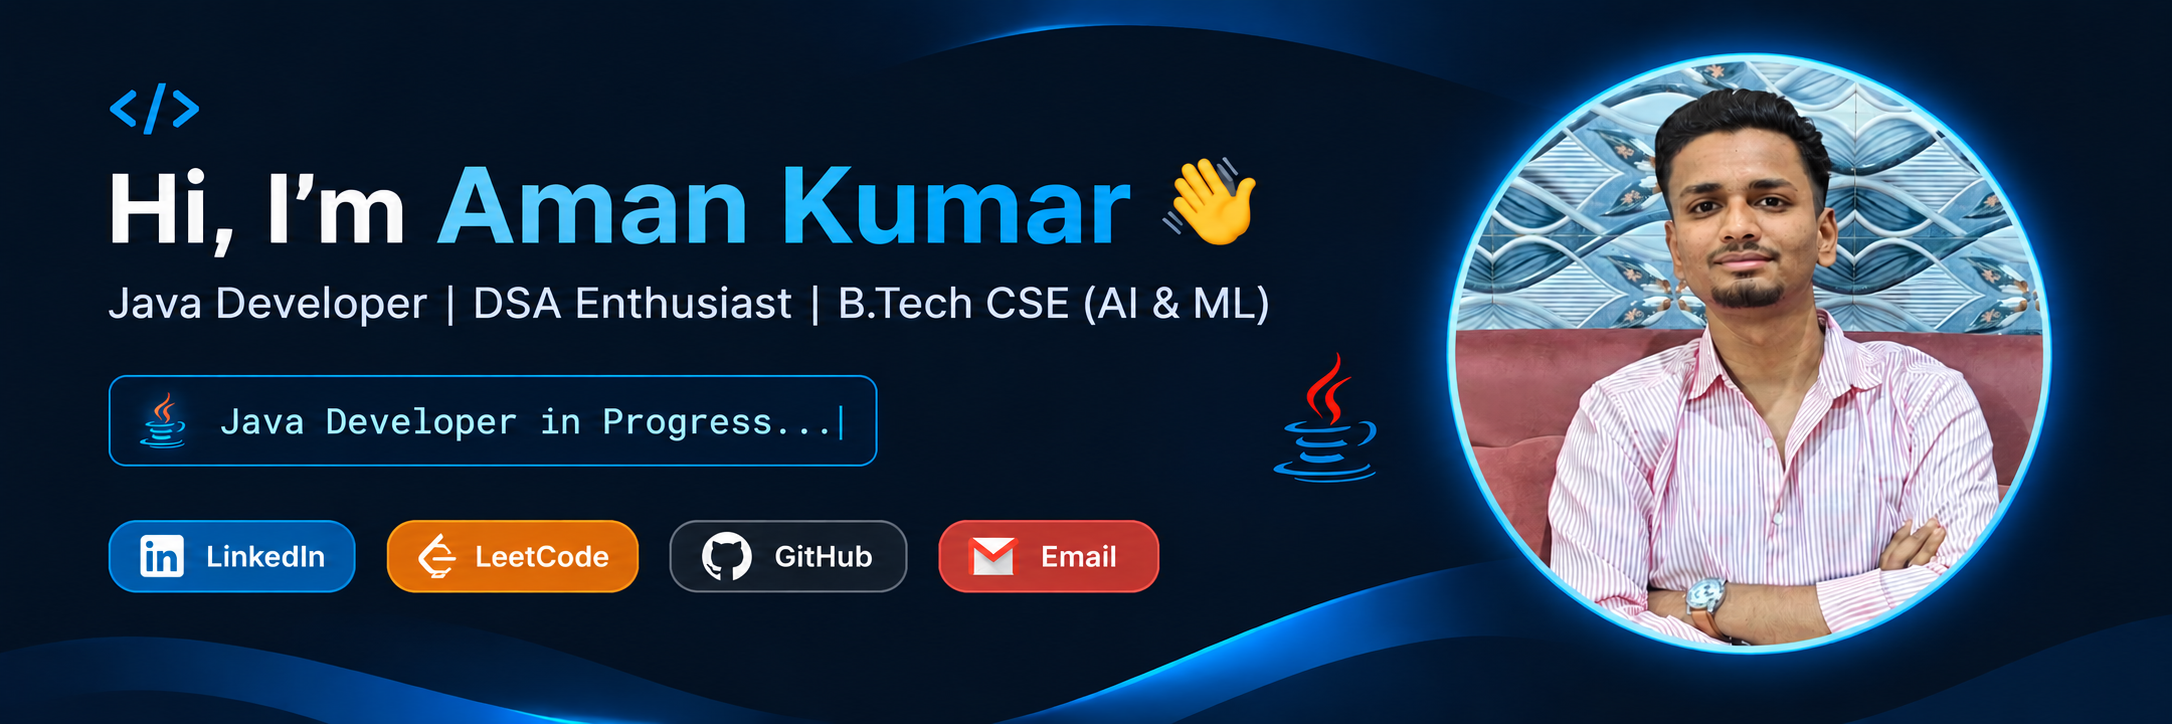 </>
Hi, I’m Aman Kumar 👋
Java Developer | DSA Enthusiast | B.Tech CSE (AI & ML)
Java Developer in Progress...|
in LinkedIn
LeetCode
GitHub
Email